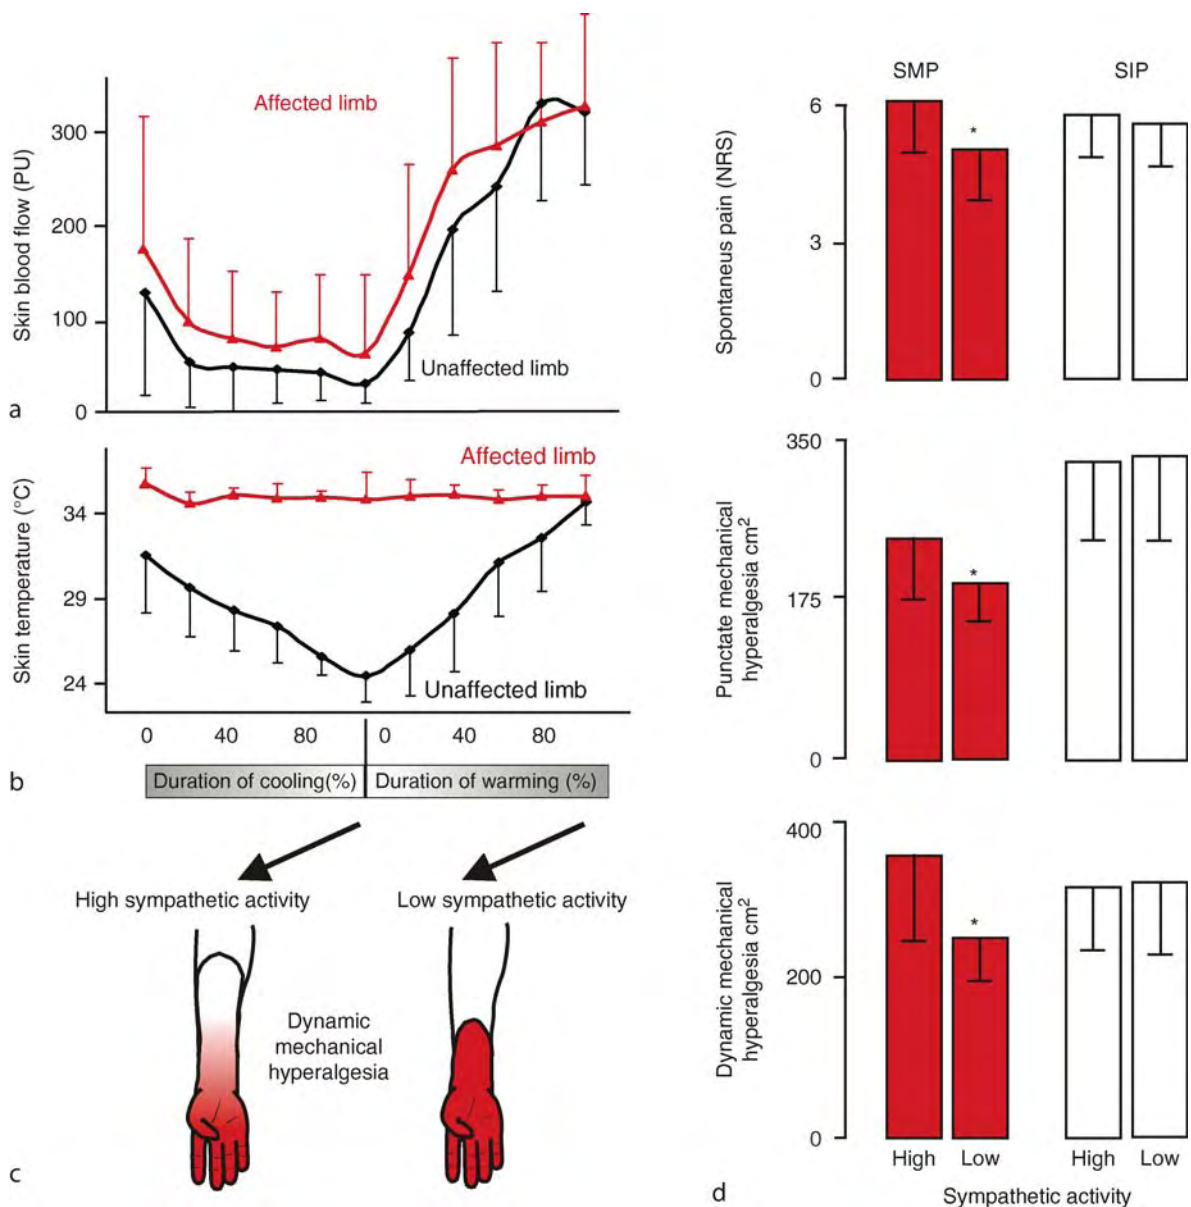 Skin blood flow (PU)
300
200
100
0
Affected limb
Unaffected limb
a
Skin temperature (°C)
34
29
24
Affected limb
Unaffected limb
0 40 80 0 40 80
Duration of cooling(%) Duration of warming (%)
b
High sympathetic activity
Low sympathetic activity
Dynamic
mechanical
hyperalgesia
c
SMP SIP
Spontaneus pain (NRS)
6
3
0
*
Punctate mechanical
hyperalgesia cm²
350
175
0
*
Dynamic mechanical
hyperalgesia cm²
400
200
0
*
High Low High Low
d
Sympathetic activity